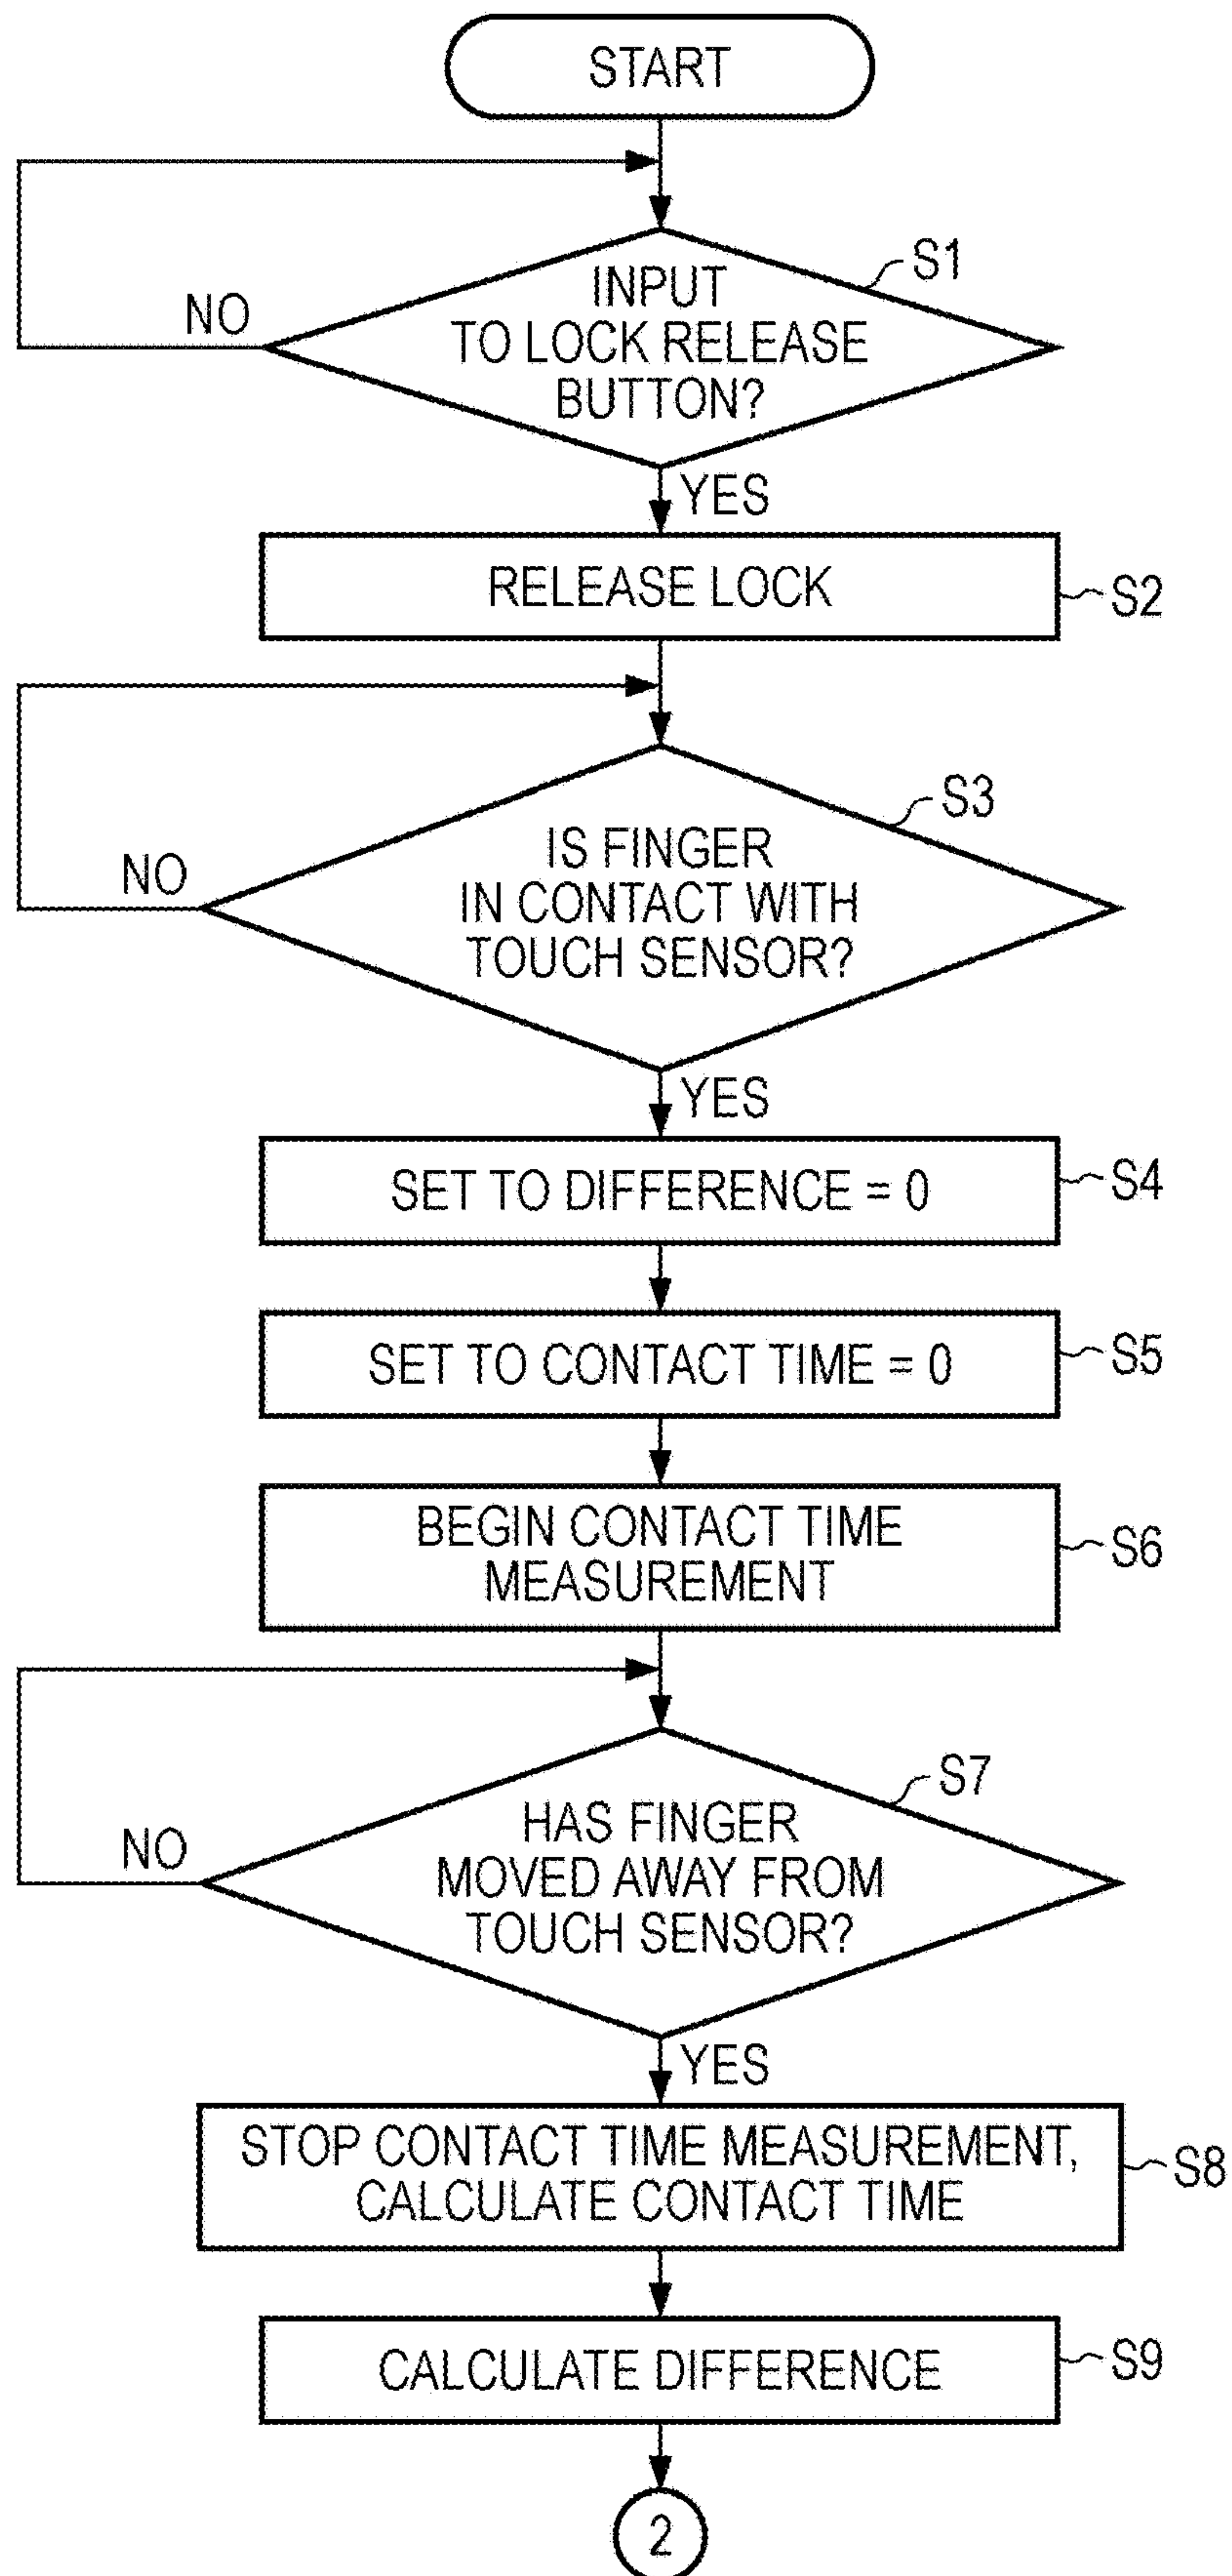 START
S1
INPUT
TO LOCK RELEASE
BUTTON?
NO
YES
RELEASE LOCK
S2
S3
IS FINGER
IN CONTACT WITH
TOUCH SENSOR?
NO
YES
SET TO DIFFERENCE = 0
S4
SET TO CONTACT TIME = 0
S5
BEGIN CONTACT TIME
MEASUREMENT
S6
S7
HAS FINGER
MOVED AWAY FROM
TOUCH SENSOR?
NO
YES
STOP CONTACT TIME MEASUREMENT,
CALCULATE CONTACT TIME
S8
CALCULATE DIFFERENCE
S9
2